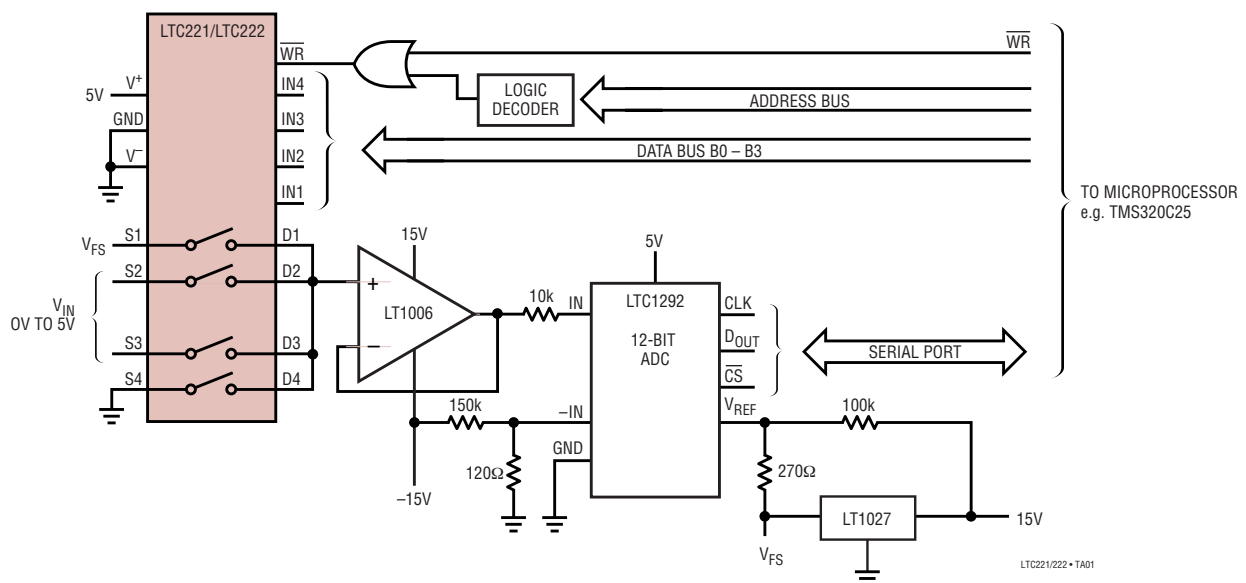 LTC221/LTC222
WR
WR
V+
5V
IN4
LOGIC
DECODER
ADDRESS BUS
GND
IN3
V–
IN2
DATA BUS B0 – B3
IN1
TO MICROPROCESSOR
e.g. TMS320C25
VFS
S1
D1
15V
5V
S2
D2
VIN
0V TO 5V
+
LT1006
–
10k
IN
LTC1292
12-BIT
ADC
CLK
DOUT
CS
SERIAL PORT
S3
D3
S4
D4
150k
–IN
VREF
100k
GND
120Ω
270Ω
–15V
LT1027
15V
VFS
LTC221/222 • TA01